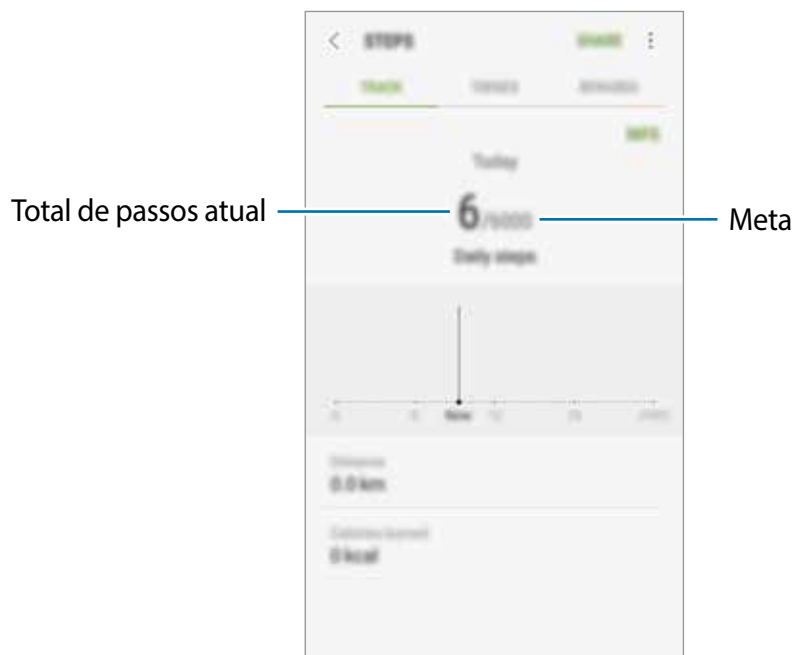 STEPS
SHARE
TRACK
TRENDS
REWARDS
INFO
Today
Total de passos atual
6/6000
Meta
Daily steps
Now
12
Distance
0.0 km
Calories burned
0 kcal